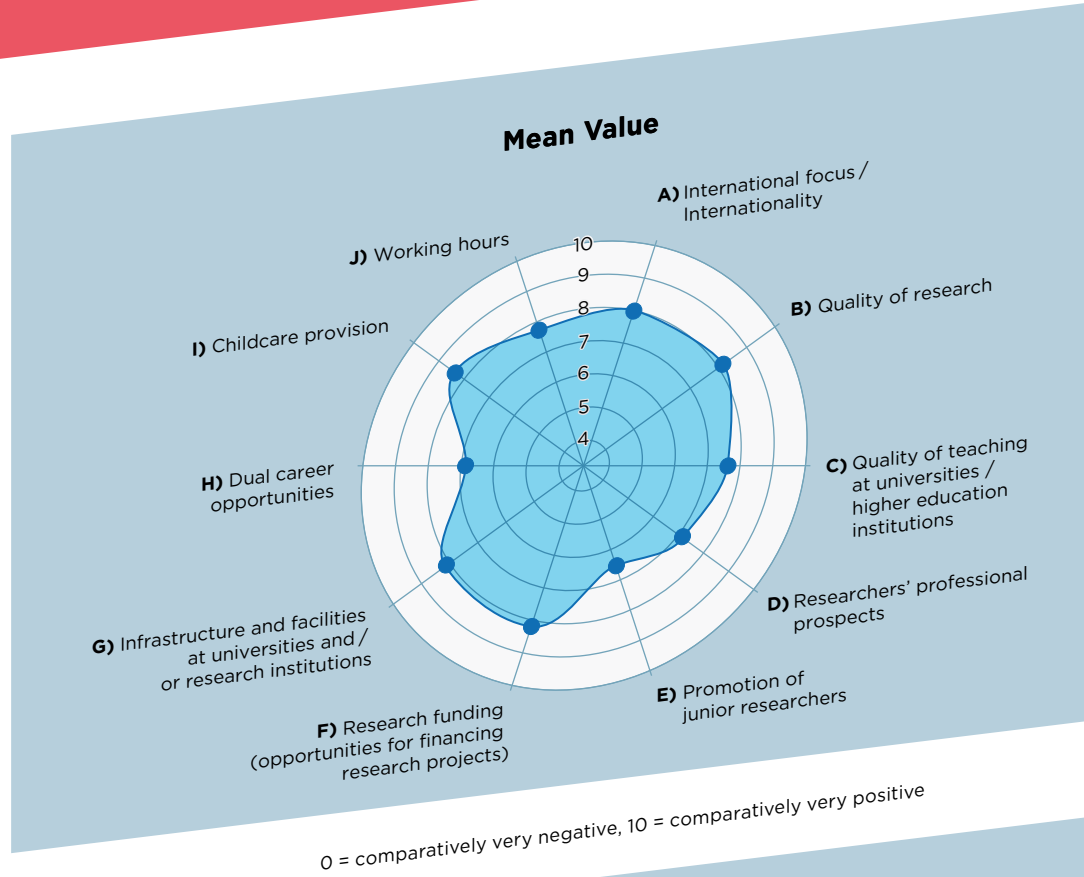 Mean Value
A) International focus /
Internationality
B) Quality of research
C) Quality of teaching
at universities /
higher education
institutions
D) Researchers’ professional
prospects
E) Promotion of
junior researchers
F) Research funding
(opportunities for financing
research projects)
G) Infrastructure and facilities
at universities and /
or research institutions
H) Dual career
opportunities
I) Childcare provision
J) Working hours
10
9
8
7
6
5
4
0 = comparatively very negative, 10 = comparatively very positive